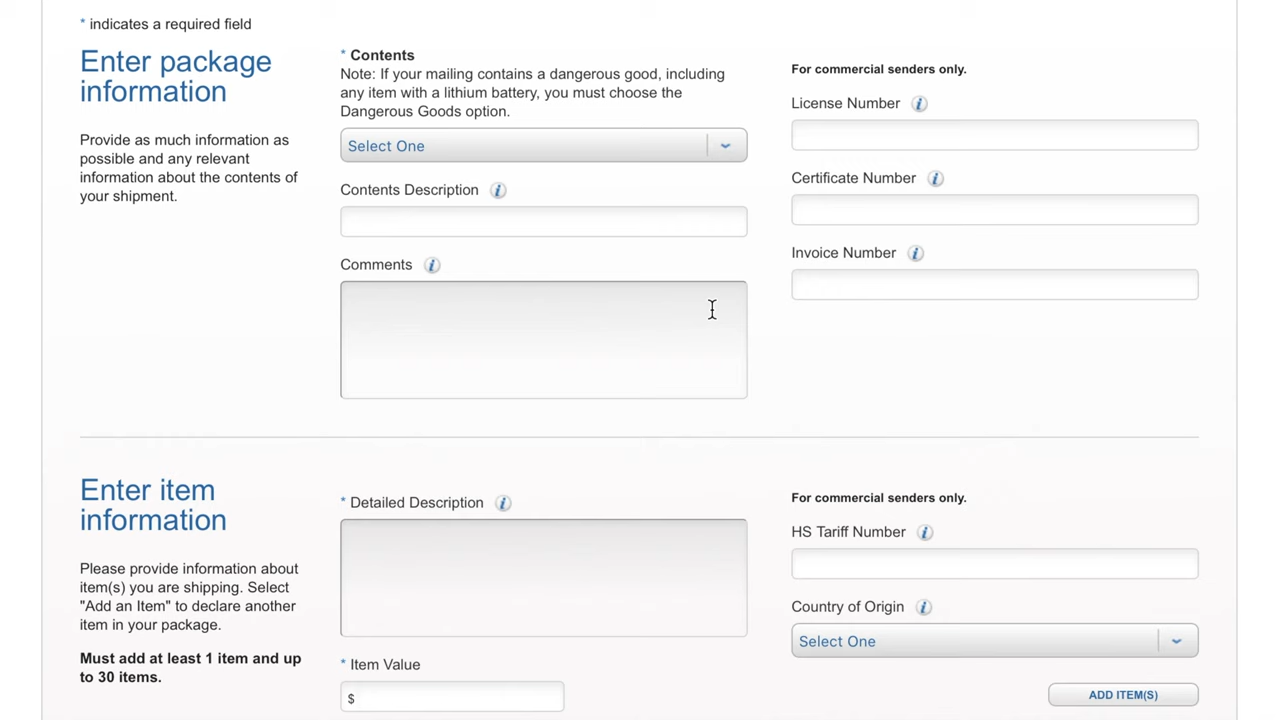 * indicates a required field
Enter package
information
Provide as much information as
possible and any relevant
information about the contents of
your shipment.
* Contents
Note: If your mailing contains a dangerous good, including
any item with a lithium battery, you must choose the
Dangerous Goods option.
Select One
Contents Description
Comments
For commercial senders only.
License Number
Certificate Number
Invoice Number
Enter item
information
Please provide information about
item(s) you are shipping. Select
"Add an Item" to declare another
item in your package.
Must add at least 1 item and up
to 30 items.
* Detailed Description
* Item Value
$
For commercial senders only.
HS Tariff Number
Country of Origin
Select One
ADD ITEM(S)